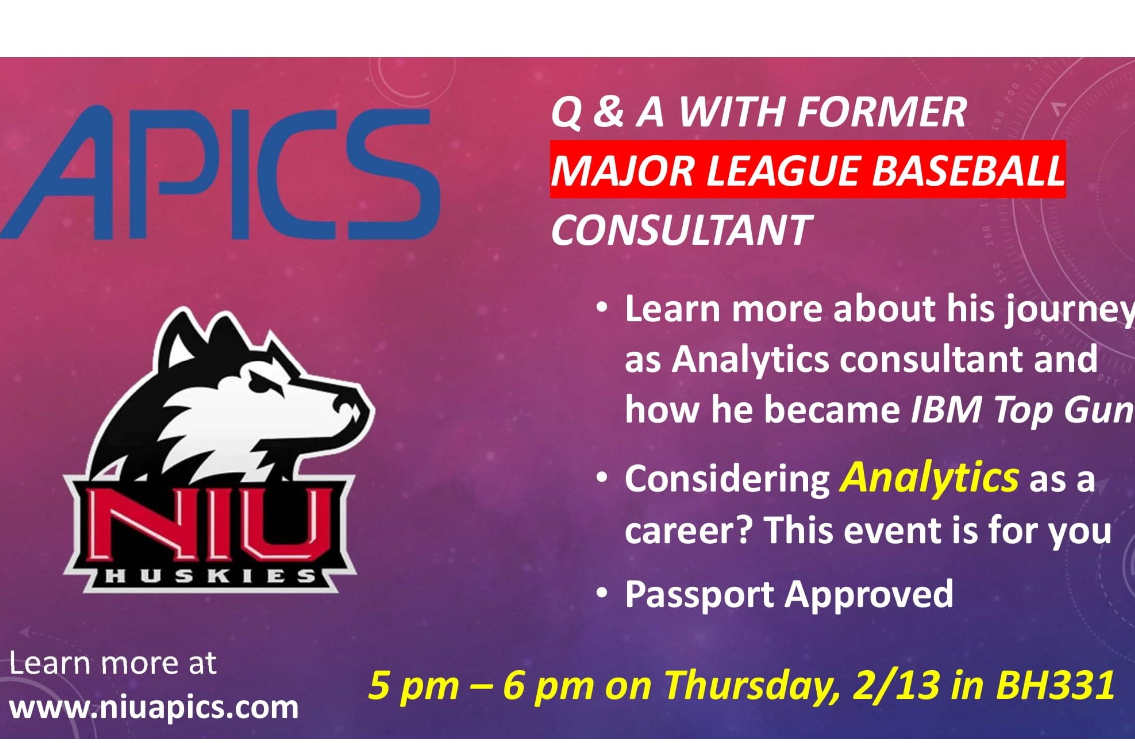 APICS
Q & A WITH FORMER
MAJOR LEAGUE BASEBALL
CONSULTANT
• Learn more about his journey
as Analytics consultant and
how he became IBM Top Gun
• Considering Analytics as a
career? This event is for you
• Passport Approved
NIU
HUSKIES
Learn more at
www.niuapics.com
5 pm – 6 pm on Thursday, 2/13 in BH331